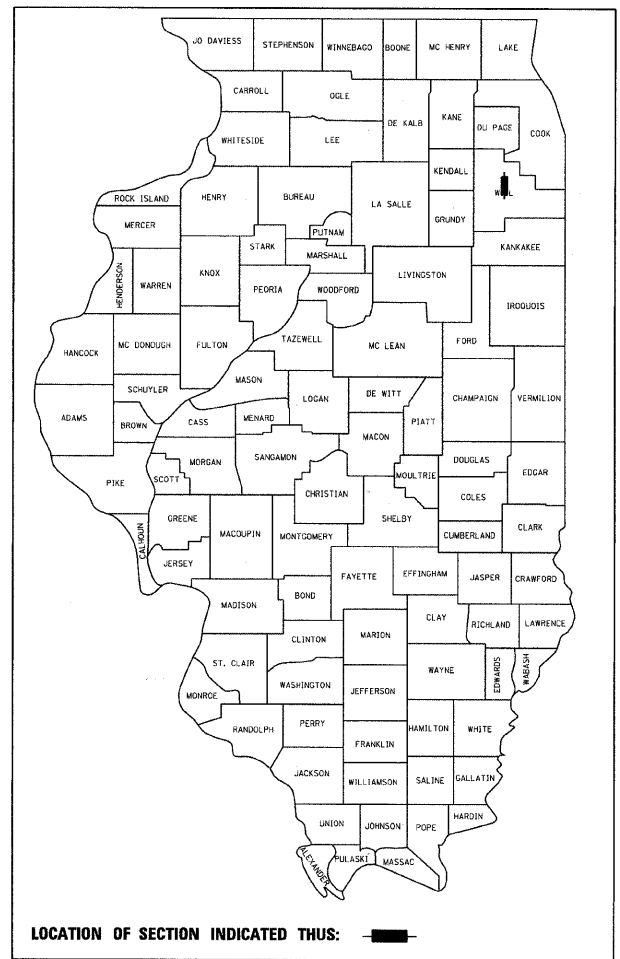 JO DAVIESS STEPHENSON WINNEBAGO BOONE MC HENRY LAKE
CARROLL OGLE DE KALB KANE DU PAGE COOK
WHITESIDE LEE KENDALL
ROCK ISLAND HENRY BUREAU LA SALLE GRUNDY
MERCER PUTNAM KANKAKEE
STARK MARSHALL
HENDERSON WARREN KNOX PEORIA WOODFORD LIVINGSTON IROQUOIS
HANCOCK MC DONOUGH FULTON TAZEWELL MC LEAN FORD
SCHUYLER MASON LOGAN DE WITT CHAMPAIGN VERMILION
ADAMS BROWN CASS MENARD MACON PIATT
PIKE SCOTT MORGAN SANGAMON CHRISTIAN MOULTRIE DOUGLAS EDGAR
COLES
CALHOUN GREENE MACOUPIN MONTGOMERY SHELBY CUMBERLAND CLARK
JERSEY FAYETTE EFFINGHAM JASPER CRAWFORD
MADISON BOND CLAY RICHLAND LAWRENCE
CLINTON MARION
ST. CLAIR WASHINGTON JEFFERSON WAYNE EDWARDS WABASH
MONROE
RANDOLPH PERRY FRANKLIN HAMILTON WHITE
JACKSON WILLIAMSON SALINE GALLATIN
UNION JOHNSON POPE HARDIN
ALEXANDER PULASKI MASSAC
LOCATION OF SECTION INDICATED THUS: